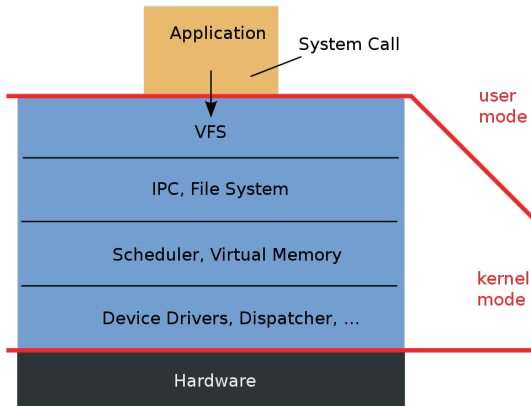 Application
System Call
user
mode
VFS
IPC, File System
Scheduler, Virtual Memory
kernel
mode
Device Drivers, Dispatcher, ...
Hardware